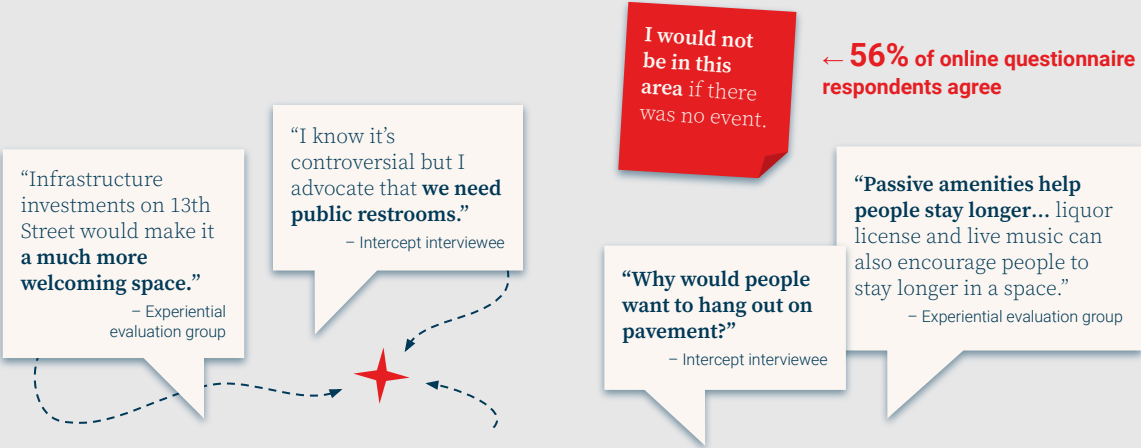 “Infrastructure
investments on 13th
Street would make it
a much more
welcoming space.”
– Experiential
evaluation group
“I know it’s
controversial but I
advocate that we need
public restrooms.”
– Intercept interviewee
I would not
be in this
area if there
was no event.
← 56% of online questionnaire
respondents agree
“Why would people
want to hang out on
pavement?”
– Intercept interviewee
“Passive amenities help
people stay longer... liquor
license and live music can
also encourage people to
stay longer in a space.”
– Experiential evaluation group